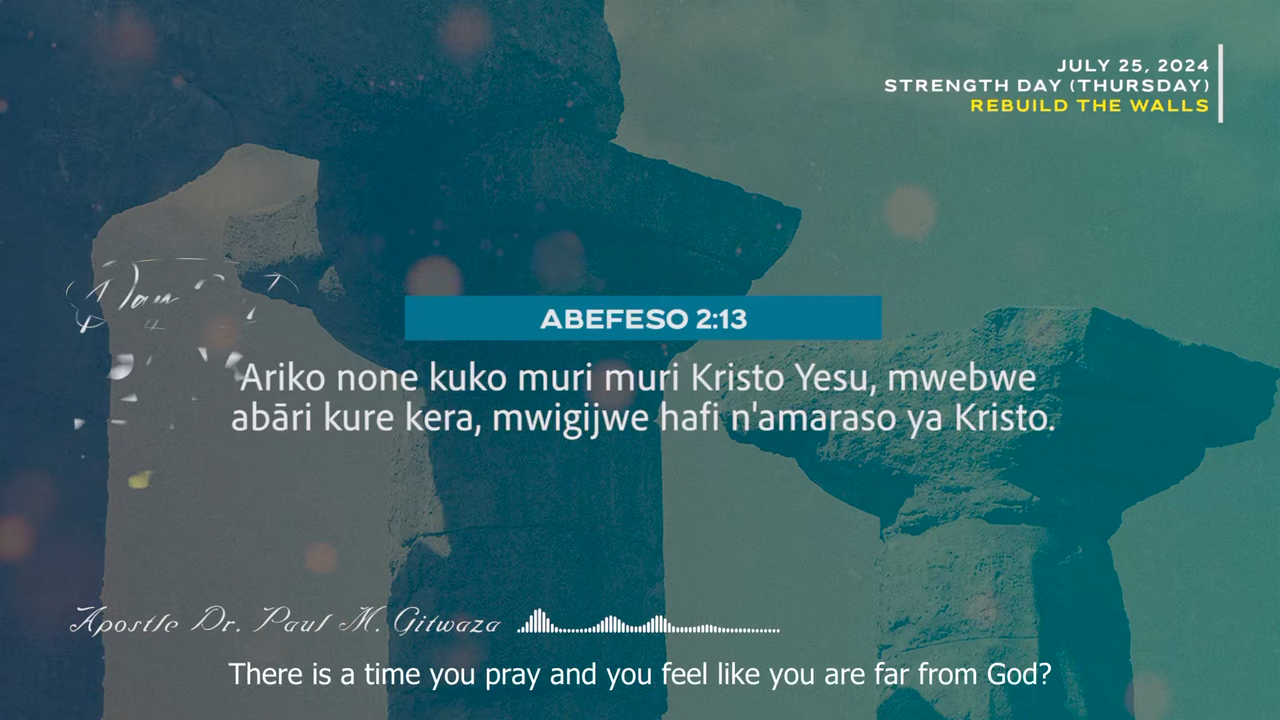 JULY 25, 2024
STRENGTH DAY (THURSDAY)
REBUILD THE WALLS
ABEFESO 2:13
Ariko none kuko muri muri Kristo Yesu, mwebwe
abāri kure kera, mwigijwe hafi n'amaraso ya Kristo.
Apostle Dr. Paul M. Gitwaza
There is a time you pray and you feel like you are far from God?